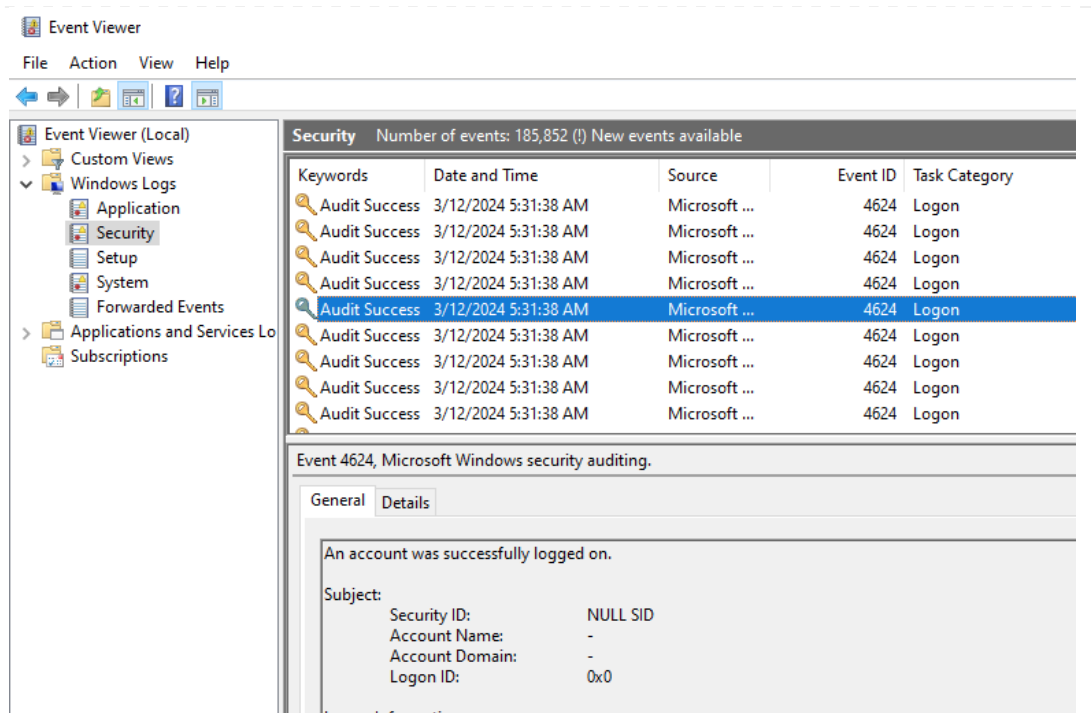 Event Viewer
File Action View Help
Event Viewer (Local)
Custom Views
Windows Logs
Application
Security
Setup
System
Forwarded Events
Applications and Services Lo
Subscriptions
Security Number of events: 185,852 (!) New events available
Keywords Date and Time Source Event ID Task Category
Audit Success 3/12/2024 5:31:38 AM Microsoft ... 4624 Logon
Audit Success 3/12/2024 5:31:38 AM Microsoft ... 4624 Logon
Audit Success 3/12/2024 5:31:38 AM Microsoft ... 4624 Logon
Audit Success 3/12/2024 5:31:38 AM Microsoft ... 4624 Logon
Audit Success 3/12/2024 5:31:38 AM Microsoft ... 4624 Logon
Audit Success 3/12/2024 5:31:38 AM Microsoft ... 4624 Logon
Audit Success 3/12/2024 5:31:38 AM Microsoft ... 4624 Logon
Audit Success 3/12/2024 5:31:38 AM Microsoft ... 4624 Logon
Audit Success 3/12/2024 5:31:38 AM Microsoft ... 4624 Logon
Event 4624, Microsoft Windows security auditing.
General Details
An account was successfully logged on.
Subject:
Security ID: NULL SID
Account Name: -
Account Domain: -
Logon ID: 0x0